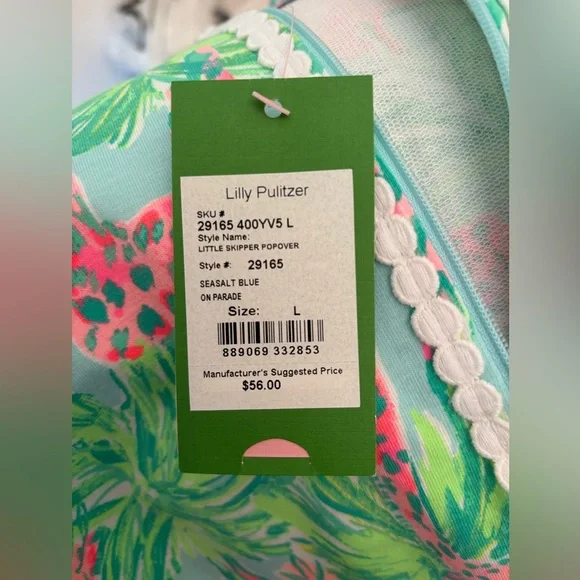 Lilly Pulitzer
SKU #
29165 400YV5 L
Style Name:
LITTLE SKIPPER POPOVER
Style #: 29165
SEASALT BLUE
ON PARADE
Size: L
889069 332853
Manufacturer's Suggested Price
$56.00